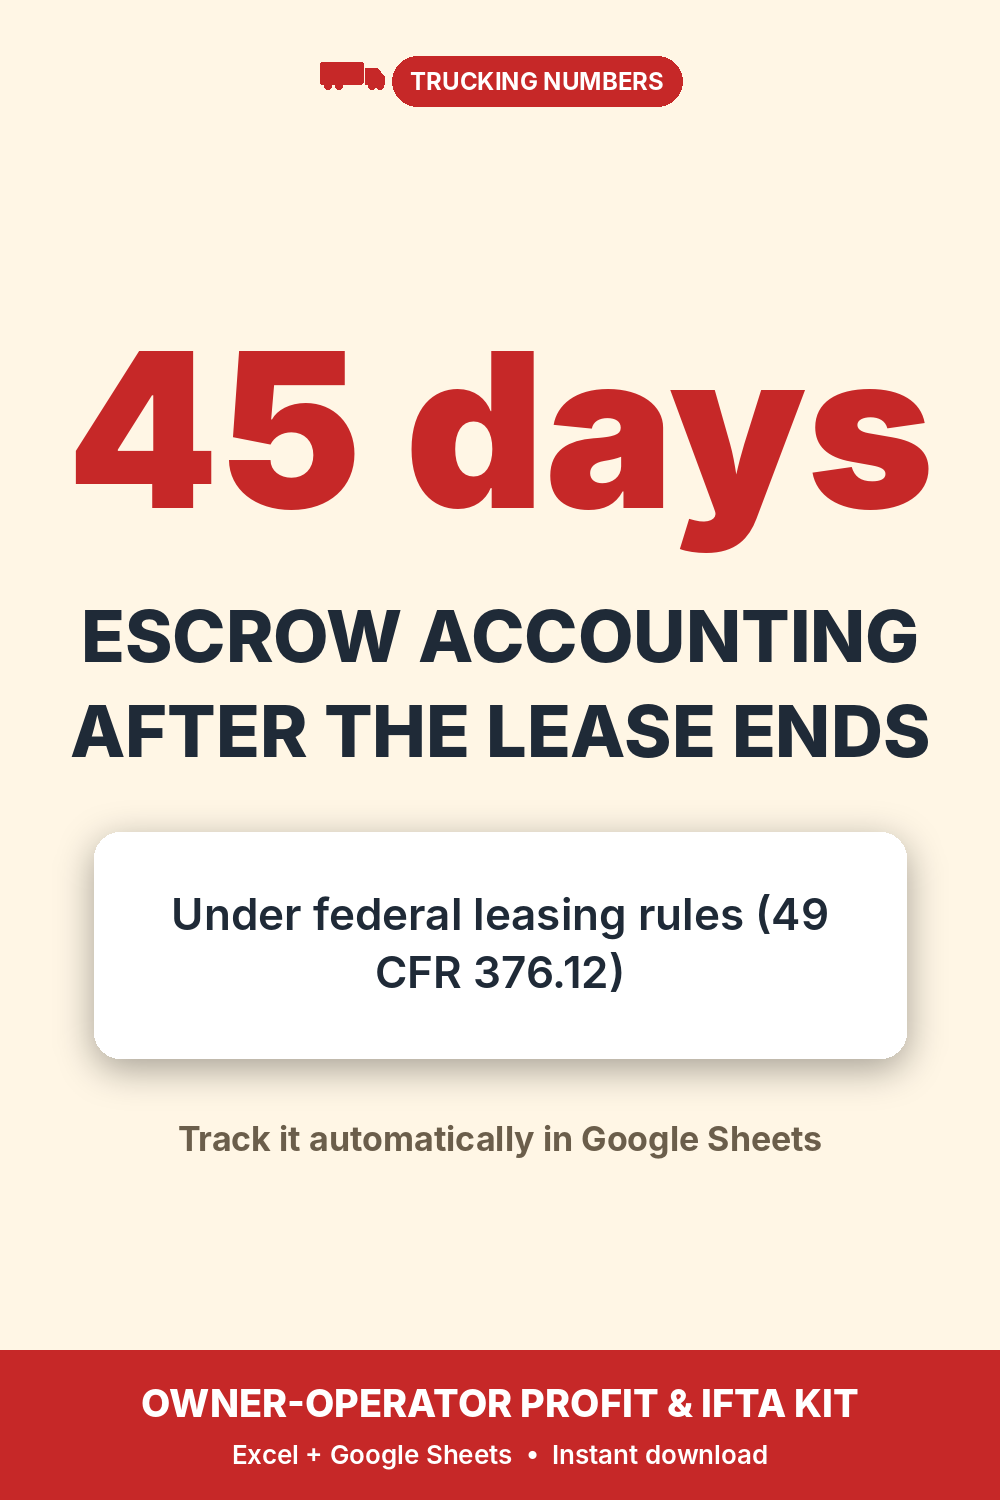 TRUCKING NUMBERS
45 days
ESCROW ACCOUNTING
AFTER THE LEASE ENDS
Under federal leasing rules (49
CFR 376.12)
Track it automatically in Google Sheets
OWNER-OPERATOR PROFIT & IFTA KIT
Excel + Google Sheets • Instant download